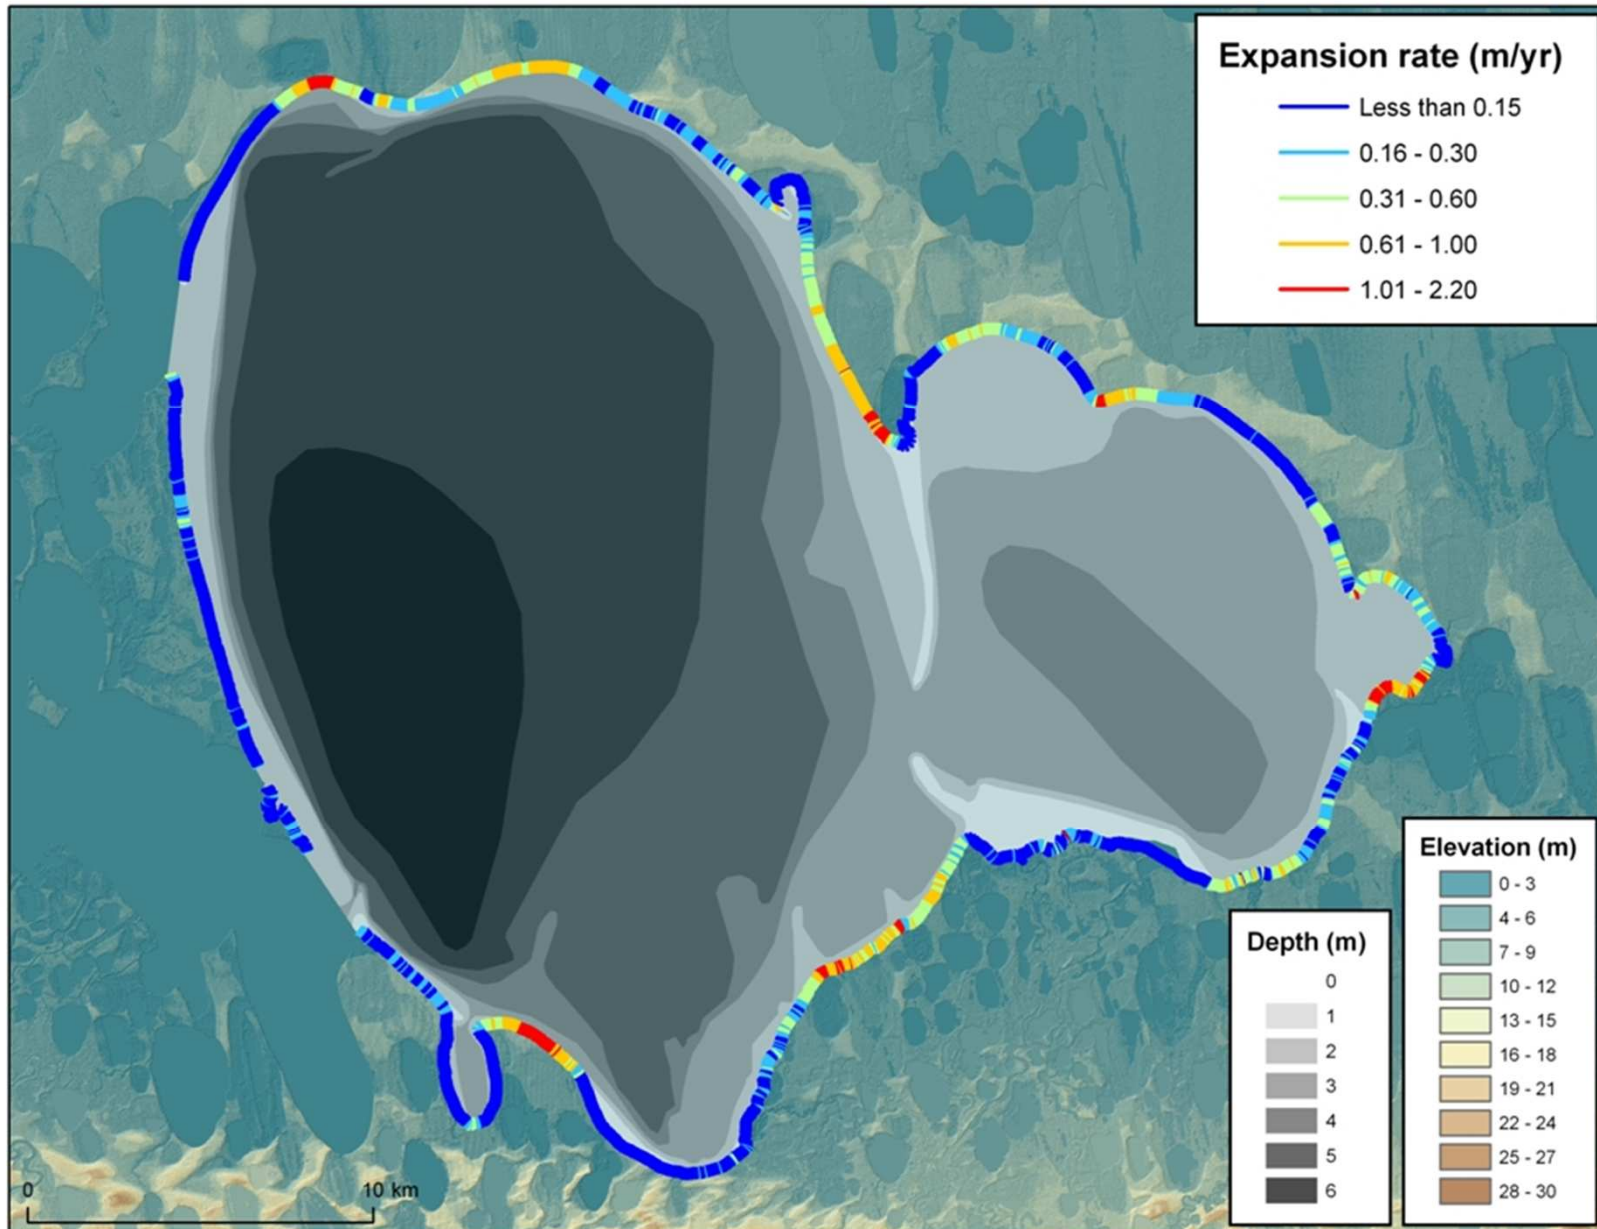 Expansion rate (m/yr)
Less than 0.15
0.16 - 0.30
0.31 - 0.60
0.61 - 1.00
1.01 - 2.20
Elevation (m)
0 - 3
4 - 6
7 - 9
10 - 12
13 - 15
16 - 18
19 - 21
22 - 24
25 - 27
28 - 30
Depth (m)
0
1
2
3
4
5
6
0 10 km